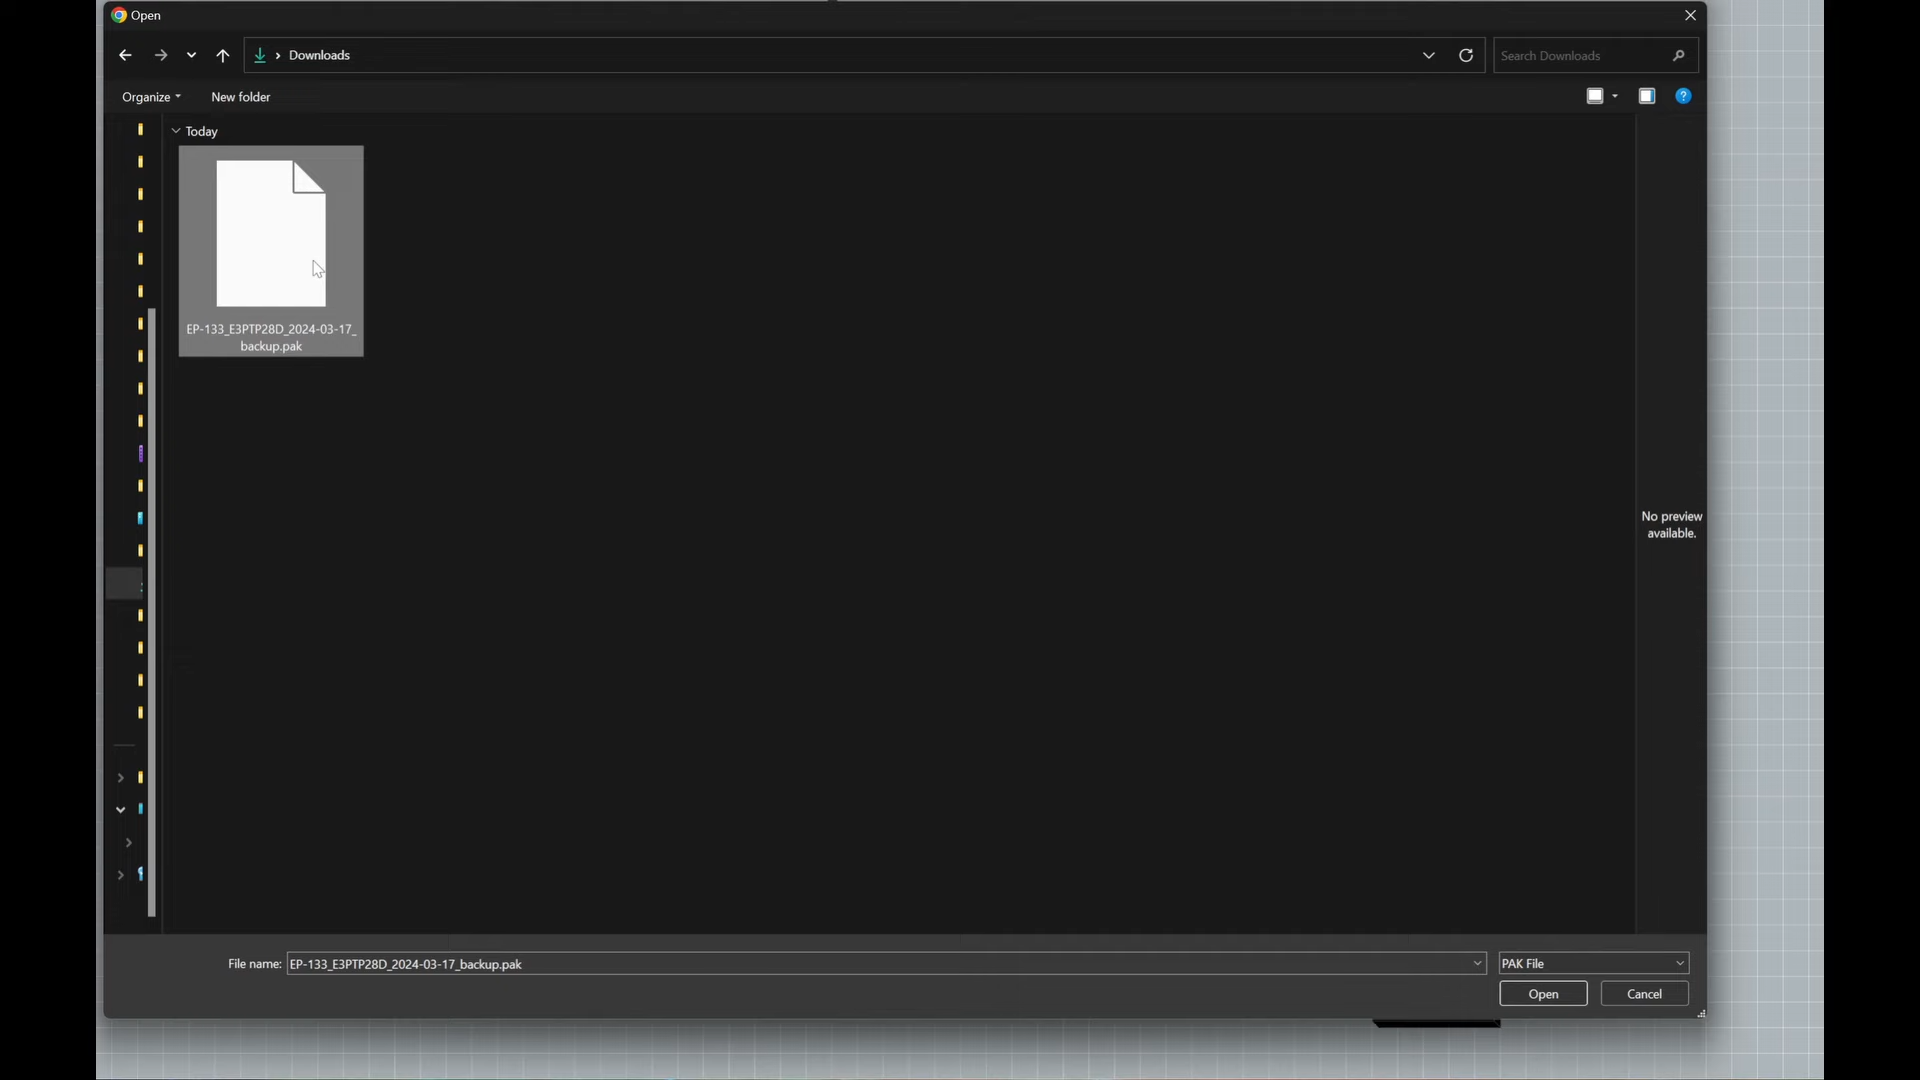 Open
Downloads
Search Downloads
Organize
New folder
?
Today
EP-133_E3PTP28D_2024-03-17_
backup.pak
No preview
available.
File name: EP-133_E3PTP28D_2024-03-17_backup.pak
PAK File
Open
Cancel